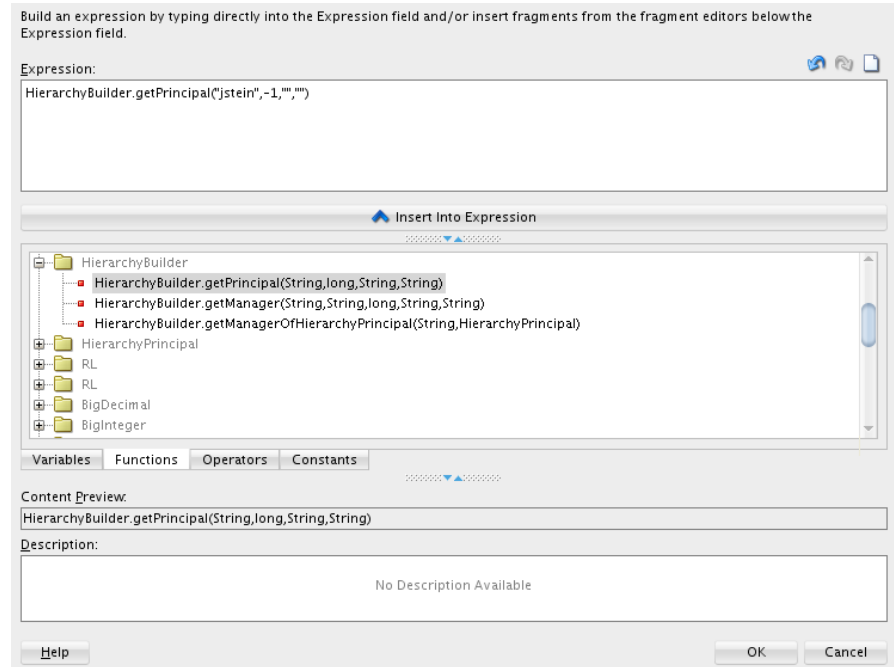 Build an expression by typing directly into the Expression field and/or insert fragments from the fragment editors below the
Expression field.
Expression:
HierarchyBuilder.getPrincipal("jstein",-1,"","")
Insert Into Expression
HierarchyBuilder
HierarchyBuilder.getPrincipal(String,long,String,String)
HierarchyBuilder.getManager(String,String,long,String,String)
HierarchyBuilder.getManagerOfHierarchyPrincipal(String,HierarchyPrincipal)
HierarchyPrincipal
RL
RL
BigDecimal
BigInteger
Variables Functions Operators Constants
Content Preview:
HierarchyBuilder.getPrincipal(String,long,String,String)
Description:
No Description Available
Help OK Cancel